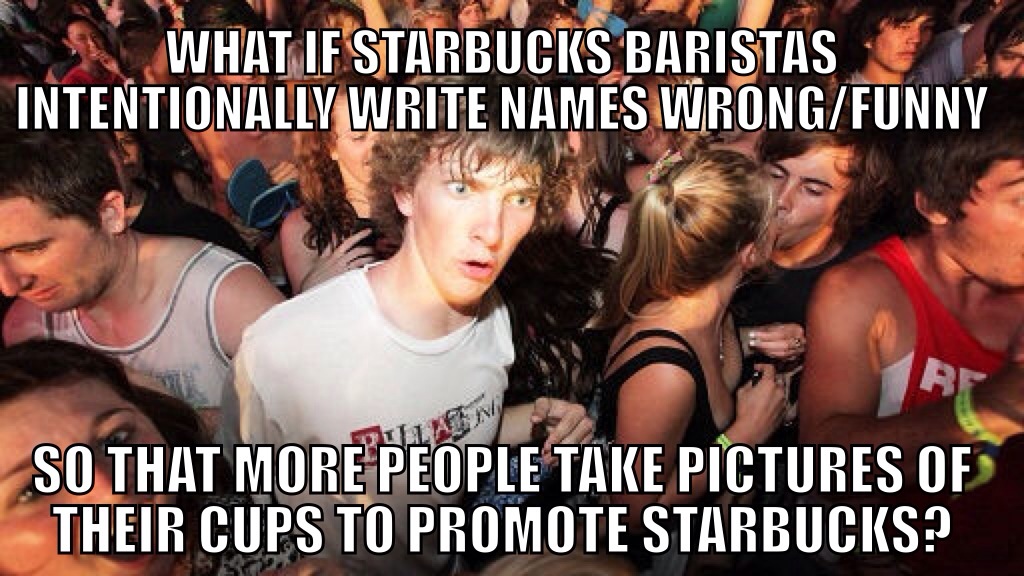 WHAT IF STARBUCKS BARISTAS
INTENTIONALLY WRITE NAMES WRONG/FUNNY
RE
SO THAT MORE PEOPLE TAKE PICTURES OF
THEIR CUPS TO PROMOTE STARBUCKS?